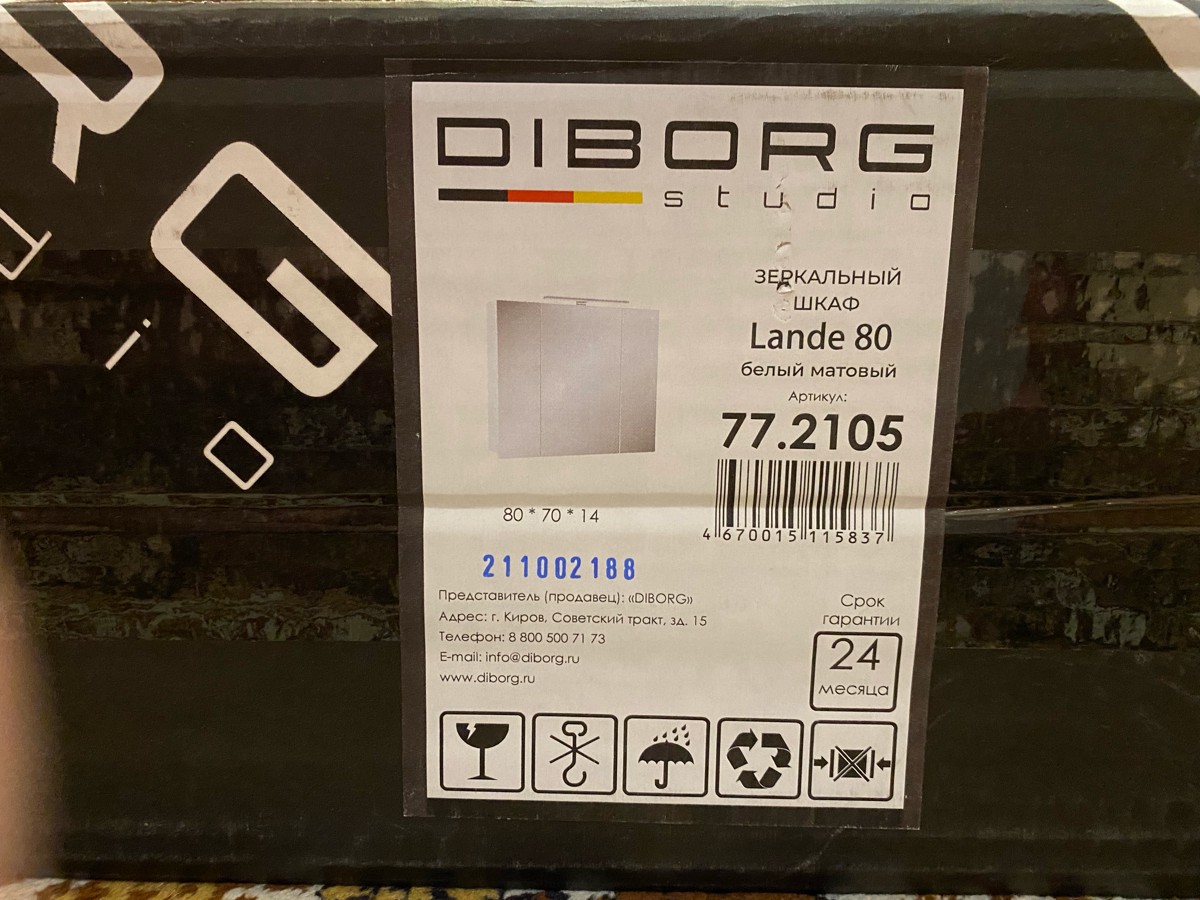 DIBORG
studio
ЗЕРКАЛЬНЫЙ
ШКАФ
Lande 80
белый матовый
Артикул:
77.2105
4 670015 115837
80 * 70 * 14
211002188
Представитель (продавец): «DIBORG»
Адрес: г. Киров, Советский тракт, зд. 15
Телефон: 8 800 500 71 73
E-mail: info@diborg.ru
www.diborg.ru
Срок
гарантии
24
месяца